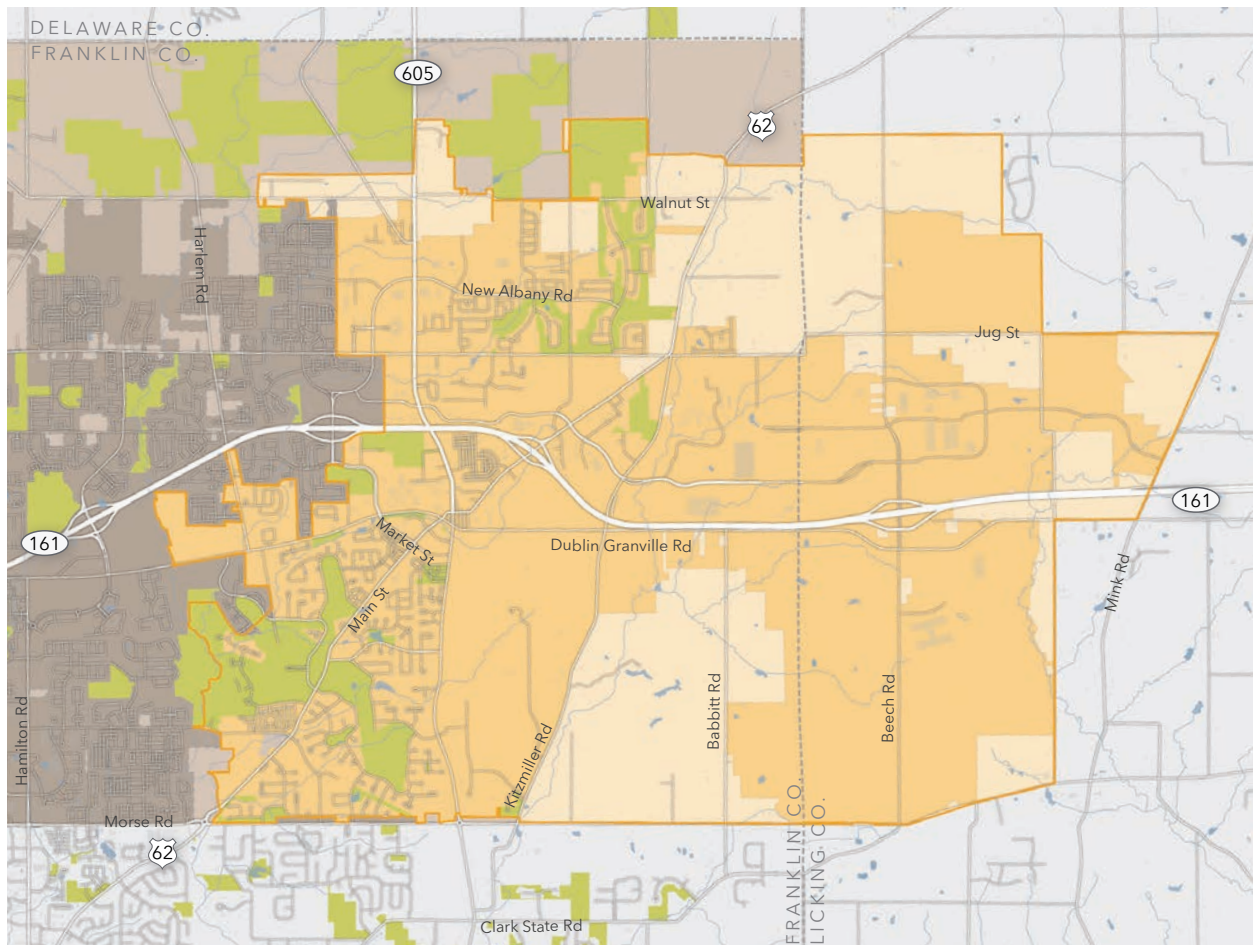 DELAWARE CO.
FRANKLIN CO.
605
62
Walnut St
Harlem Rd
New Albany Rd
Jug St
161
161
Market St
Dublin Granville Rd
Mink Rd
Main St
Hamilton Rd
Babbitt Rd
Beech Rd
Kitzmiller Rd
Morse Rd
62
FRANKLIN CO.
LICKING CO.
Clark State Rd